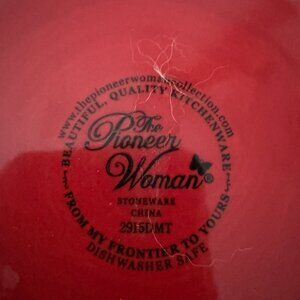 www.thepioneerwomancollection.com
BEAUTIFUL, QUALITY KITCHENWARE
The
Pioneer
Woman®
STONEWARE
CHINA
2915DMT
FROM MY FRONTIER TO YOURS
DISHWASHER SAFE